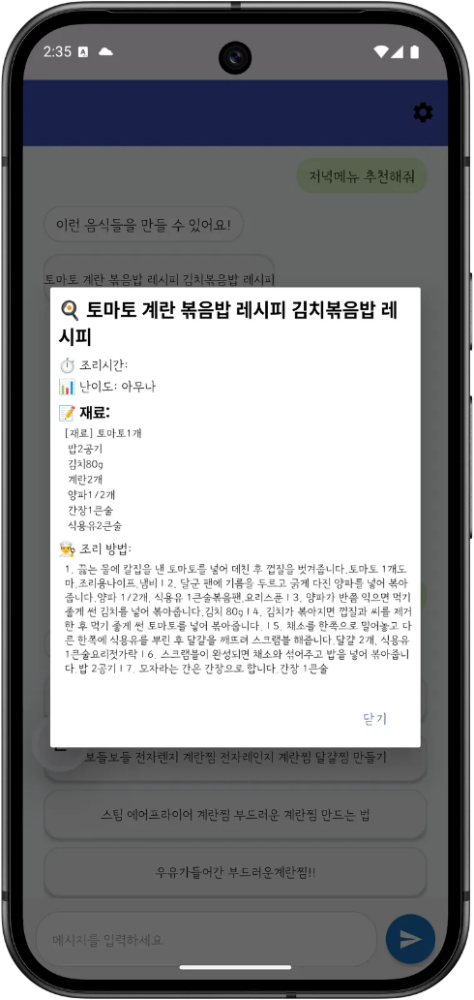 2:35
저녁메뉴 추천해줘
이런 음식들을 만들 수 있어요!
토마토 계란 볶음밥 레시피 김치볶음밥 레시피
🍳 토마토 계란 볶음밥 레시피 김치볶음밥 레
시피
⏱️ 조리시간:
📊 난이도: 아무나
📝 재료:
[재료] 토마토1개
밥2공기
김치80g
계란2개
양파1/2개
간장1큰술
식용유2큰술
👨‍🍳 조리 방법:
1. 끓는 물에 칼집을 낸 토마토를 넣어 데친 후 껍질을 벗겨줍니다.토마토 1개도
마,조리용나이프,냄비 | 2. 달군 팬에 기름을 두르고 굵게 다진 양파를 넣어 볶아
줍니다.양파 1/2개, 식용유 1큰술볶음팬,요리스푼 | 3. 양파가 반쯤 익으면 먹기
좋게 썬 김치를 넣어 볶아줍니다.김치 80g | 4. 김치가 볶아지면 껍질과 씨를 제거
한 후 먹기 좋게 썬 토마토를 넣어 볶아줍니다. | 5. 채소를 한쪽으로 밀어놓고 다
른 한쪽에 식용유를 뿌린 후 달걀을 깨뜨려 스크램블 해줍니다.달걀 2개, 식용유
1큰술요리젓가락 | 6. 스크램블이 완성되면 채소와 섞어주고 밥을 넣어 볶아줍니
다.밥 2공기 | 7. 모자라는 간은 간장으로 합니다.간장 1큰술
닫기
보들보들 전자렌지 계란찜 전자레인지 계란찜 달걀찜 만들기
스팀 에어프라이어 계란찜 부드러운 계란찜 만드는 법
우유가들어간 부드러운계란찜!!
메시지를 입력하세요.